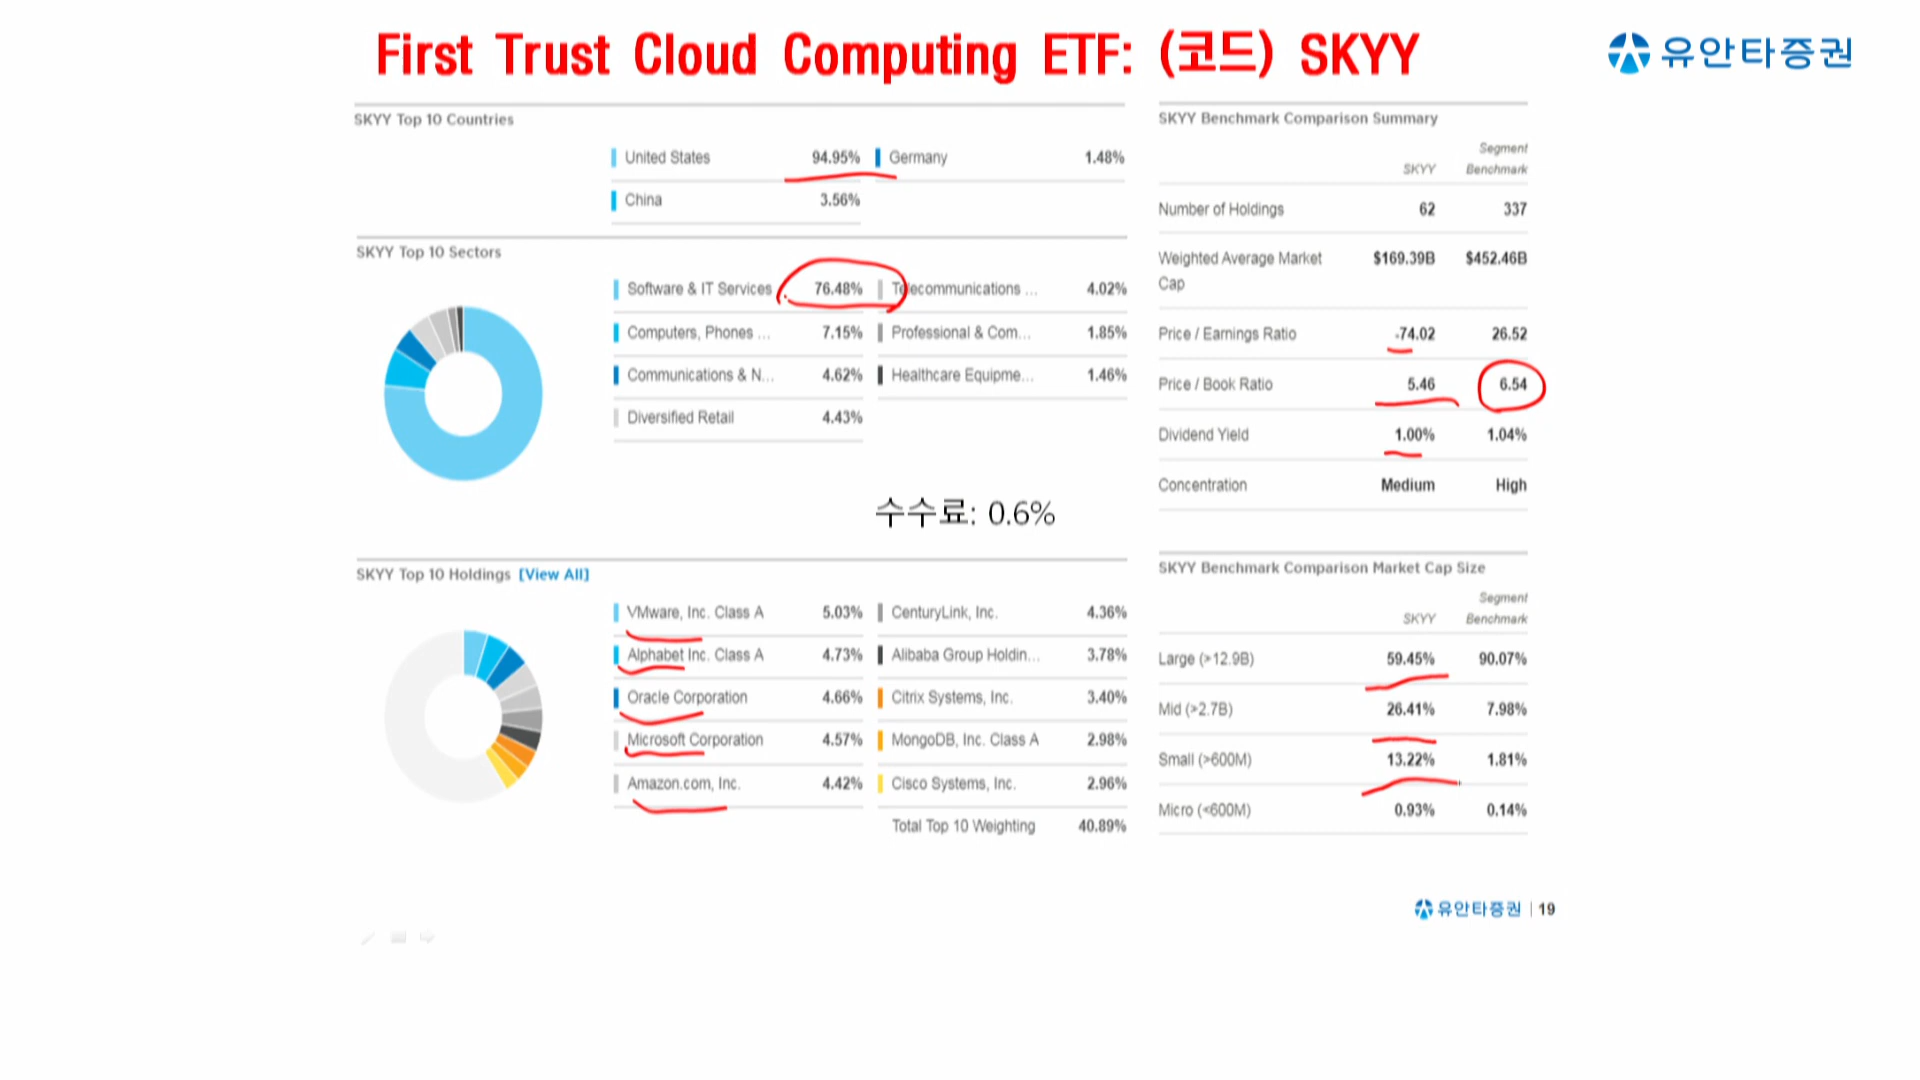 First Trust Cloud Computing ETF: (코드) SKYY
유안타증권
SKYY Top 10 Countries
United States 94.95% Germany 1.48%
China 3.56%
SKYY Top 10 Sectors
Software & IT Services 76.48% Telecommunications ... 4.02%
Computers, Phones ... 7.15% Professional & Com... 1.85%
Communications & N... 4.62% Healthcare Equipme... 1.46%
Diversified Retail 4.43%
수수료: 0.6%
SKYY Top 10 Holdings [View All]
VMware, Inc. Class A 5.03% CenturyLink, Inc. 4.36%
Alphabet Inc. Class A 4.73% Alibaba Group Holdin... 3.78%
Oracle Corporation 4.66% Citrix Systems, Inc. 3.40%
Microsoft Corporation 4.57% MongoDB, Inc. Class A 2.98%
Amazon.com, Inc. 4.42% Cisco Systems, Inc. 2.96%
Total Top 10 Weighting 40.89%
SKYY Benchmark Comparison Summary
Segment
SKYY Benchmark
Number of Holdings 62 337
Weighted Average Market $169.39B $452.46B
Cap
Price / Earnings Ratio -74.02 26.52
Price / Book Ratio 5.46 6.54
Dividend Yield 1.00% 1.04%
Concentration Medium High
SKYY Benchmark Comparison Market Cap Size
Segment
SKYY Benchmark
Large (>12.9B) 59.45% 90.07%
Mid (>2.7B) 26.41% 7.98%
Small (>600M) 13.22% 1.81%
Micro (<600M) 0.93% 0.14%
유안타증권 | 19